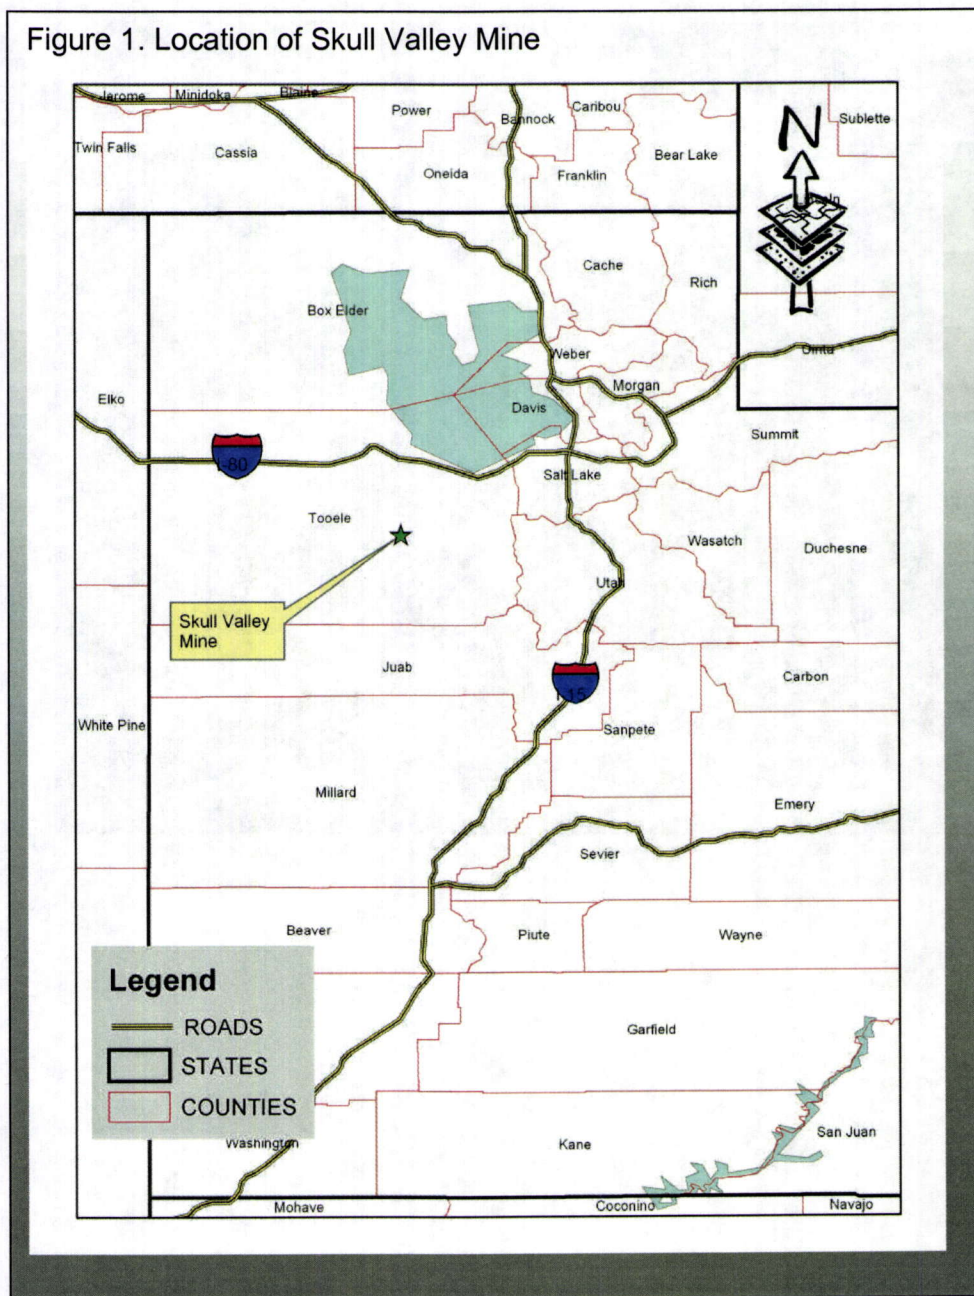 Figure 1. Location of Skull Valley Mine
Jerome
Minidoka
Blaine
Power
Caribou
Bannock
Sublette
Twin Falls
Cassia
Oneida
Franklin
Bear Lake
N
Cache
Rich
Box Elder
Weber
Uinta
Morgan
Elko
Davis
Summit
I-80
Salt Lake
Tooele
Wasatch
Duchesne
Utah
Skull Valley
Mine
Juab
Carbon
I-15
White Pine
Sanpete
Millard
Emery
Sevier
Beaver
Piute
Wayne
Legend
ROADS
STATES
COUNTIES
Garfield
Washington
Kane
San Juan
Mohave
Coconino
Navajo